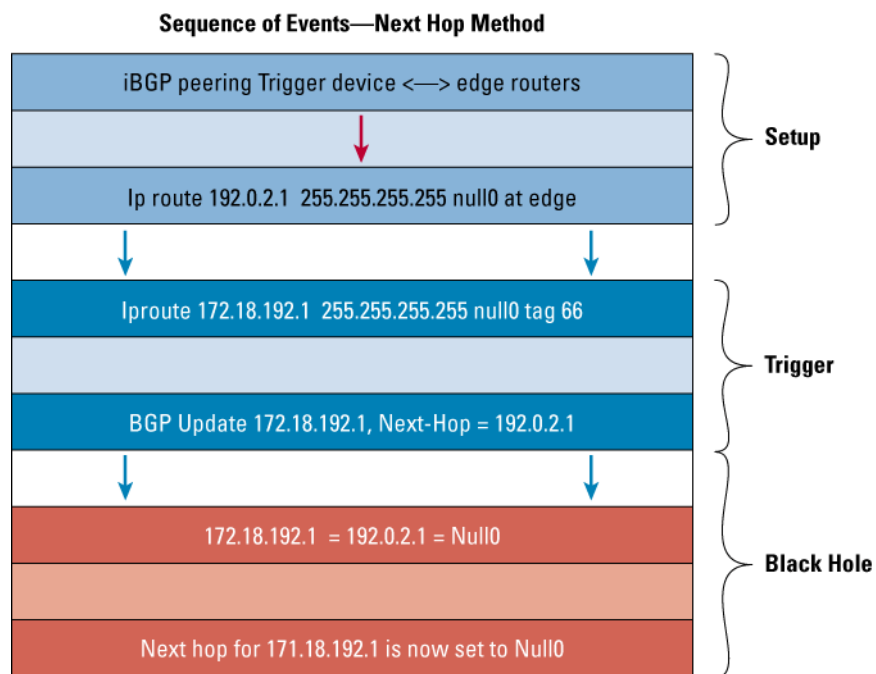 Sequence of Events—Next Hop Method
iBGP peering Trigger device <—> edge routers
Setup
Ip route 192.0.2.1 255.255.255.255 null0 at edge
Iproute 172.18.192.1 255.255.255.255 null0 tag 66
Trigger
BGP Update 172.18.192.1, Next-Hop = 192.0.2.1
172.18.192.1 = 192.0.2.1 = Null0
Black Hole
Next hop for 171.18.192.1 is now set to Null0